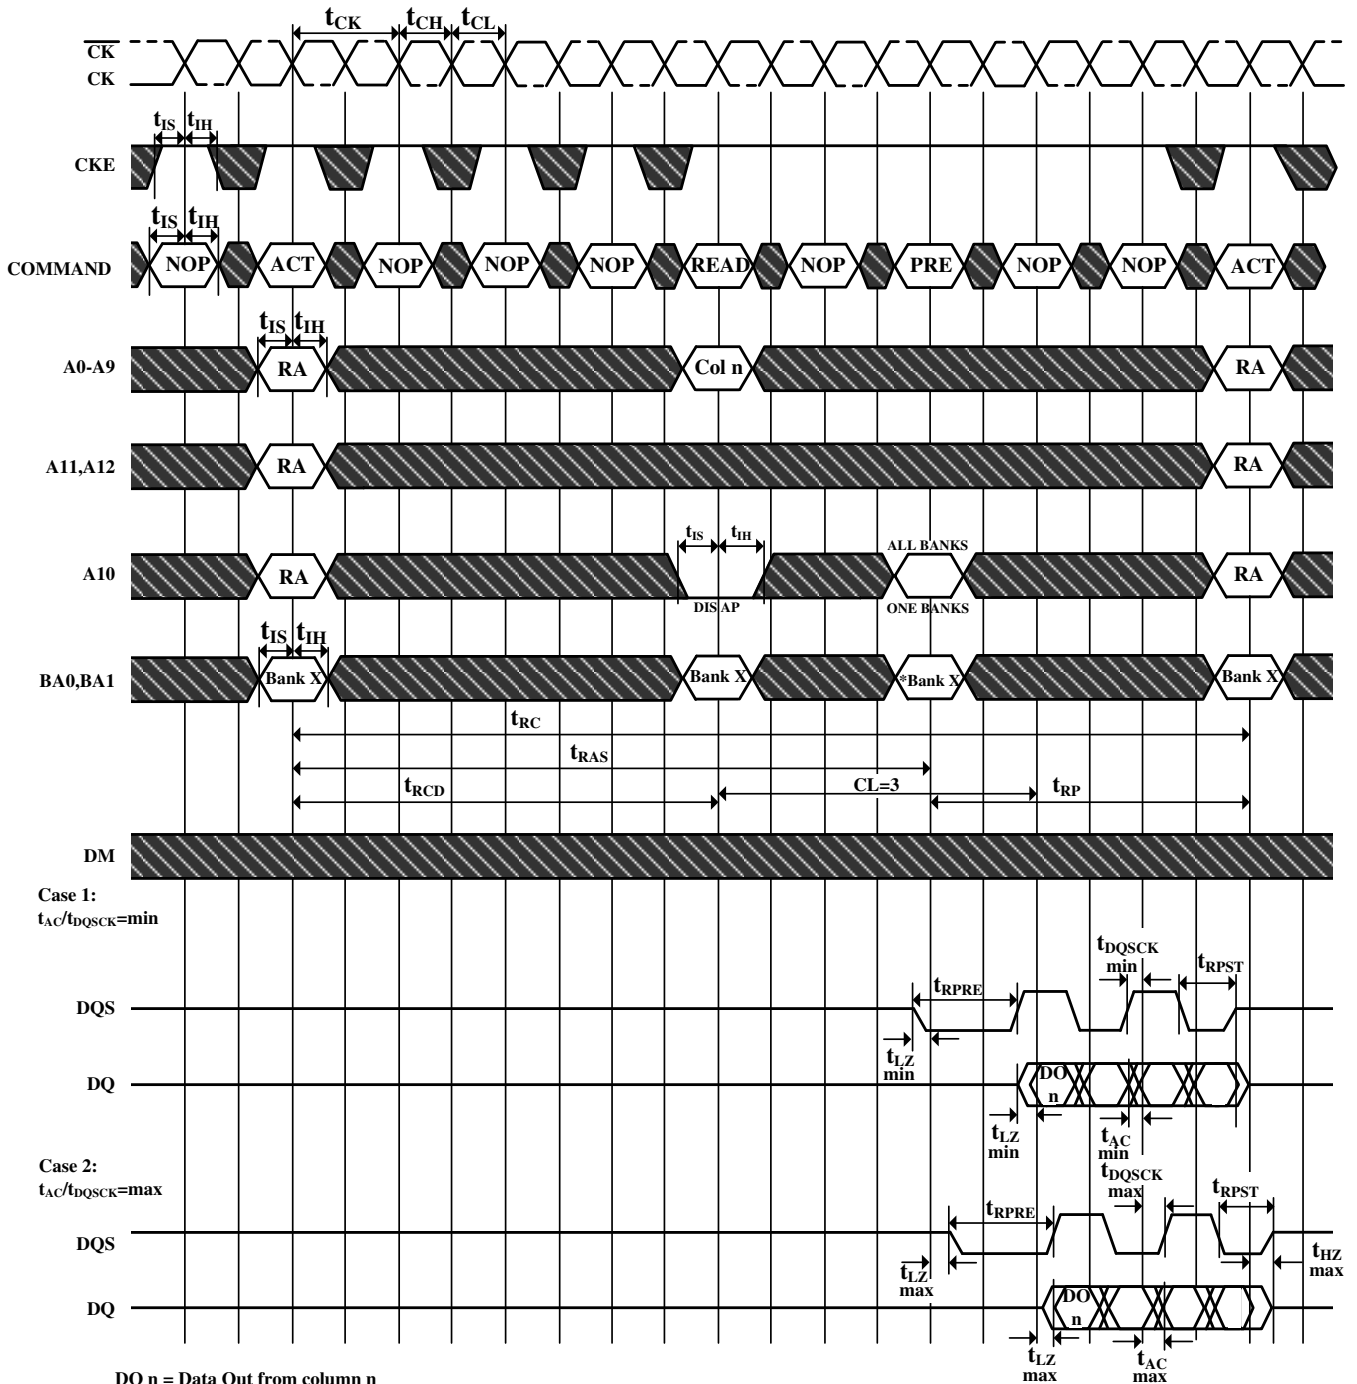 tCK tCH tCL
CK
CK
tIS tIH
CKE
tIS tIH
COMMAND NOP ACT NOP NOP NOP READ NOP PRE NOP NOP ACT
tIS tIH
A0-A9 RA Col n RA
A11,A12 RA RA
tIS tIH
ALL BANKS
A10 RA RA
DIS AP ONE BANKS
tIS tIH
BA0,BA1 Bank X Bank X *Bank X Bank X
tRC
tRAS
tRCD CL=3 tRP
DM
Case 1:
tAC/tDQSCK=min
tDQSCK min tRPST
tRPRE
DQS
tLZ min
DQ DO n
tLZ min tAC min
Case 2:
tAC/tDQSCK=max
tDQSCK max tRPST
tRPRE
DQS
tLZ max tHZ max
DQ DO n
tLZ max tAC max
DO n = Data Out from column n